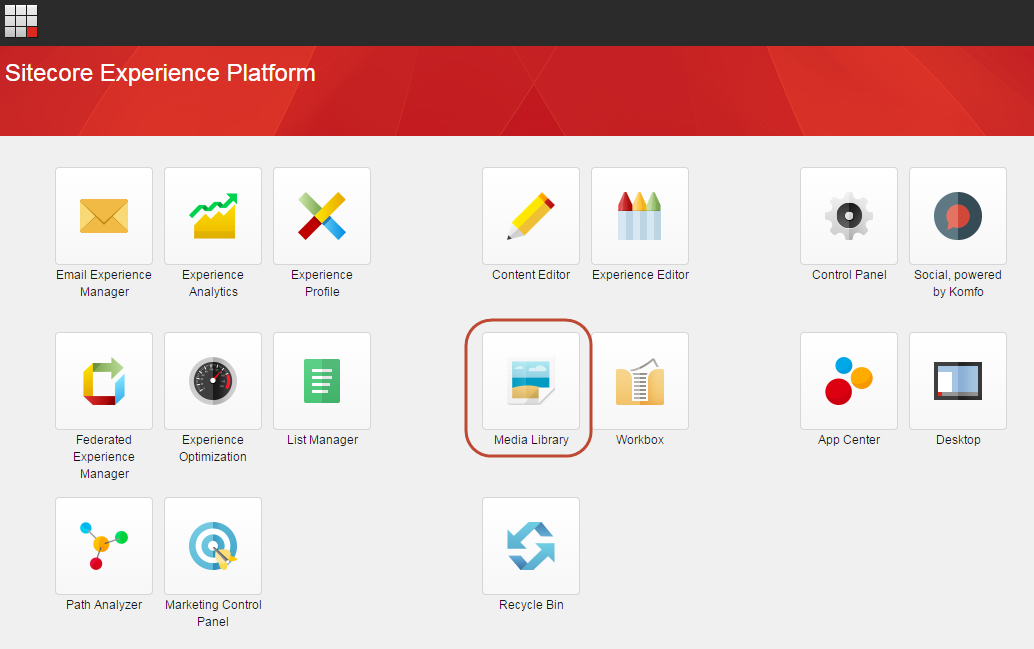 Sitecore Experience Platform
Email Experience
Manager
Experience
Analytics
Experience
Profile
Content Editor
Experience Editor
Control Panel
Social, powered
by Komfo
Federated
Experience
Manager
Experience
Optimization
List Manager
Media Library
Workbox
App Center
Desktop
Path Analyzer
Marketing Control
Panel
Recycle Bin